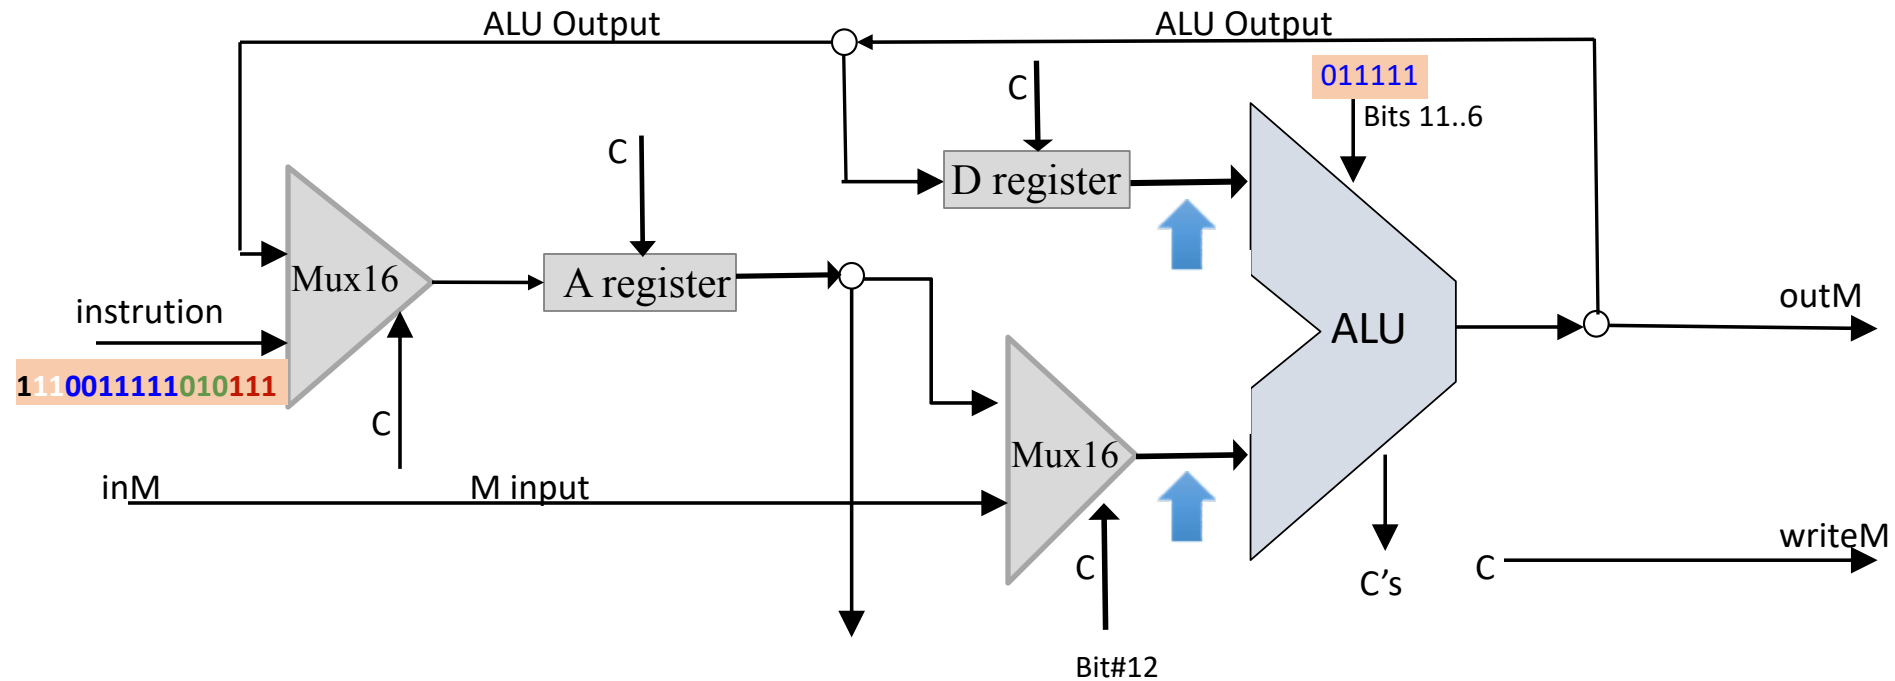 ALU Output
ALU Output
011111
Bits 11..6
C
C
D register
Mux16
A register
instrution
1110011111010111
ALU
outM
C
Mux16
inM
M input
C
C's
C
writeM
Bit#12